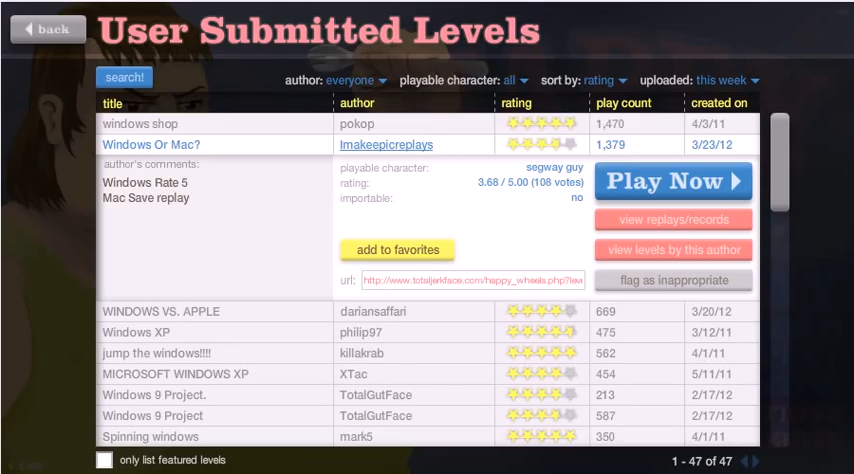 back
User Submitted Levels
search!
author: everyone playable character: all sort by: rating uploaded: this week
title author rating play count created on
windows shop pokop 1,470 4/3/11
Windows Or Mac? Imakeepicreplays 1,379 3/23/12
author's comments:
Windows Rate 5
Mac Save replay
playable character: segway guy
rating: 3.68 / 5.00 (108 votes)
importable: no
add to favorites
url: http://www.totaljerkface.com/happy_wheels.php?leve
Play Now
view replays/records
view levels by this author
flag as inappropriate
WINDOWS VS. APPLE dariansaffari 669 3/20/12
Windows XP philip97 475 3/12/11
jump the windows!!!! killakrab 562 4/1/11
MICROSOFT WINDOWS XP XTac 454 5/11/11
Windows 9 Project. TotalGutFace 213 2/17/12
Windows 9 Project TotalGutFace 587 2/17/12
Spinning windows mark5 350 4/1/11
only list featured levels
1 - 47 of 47